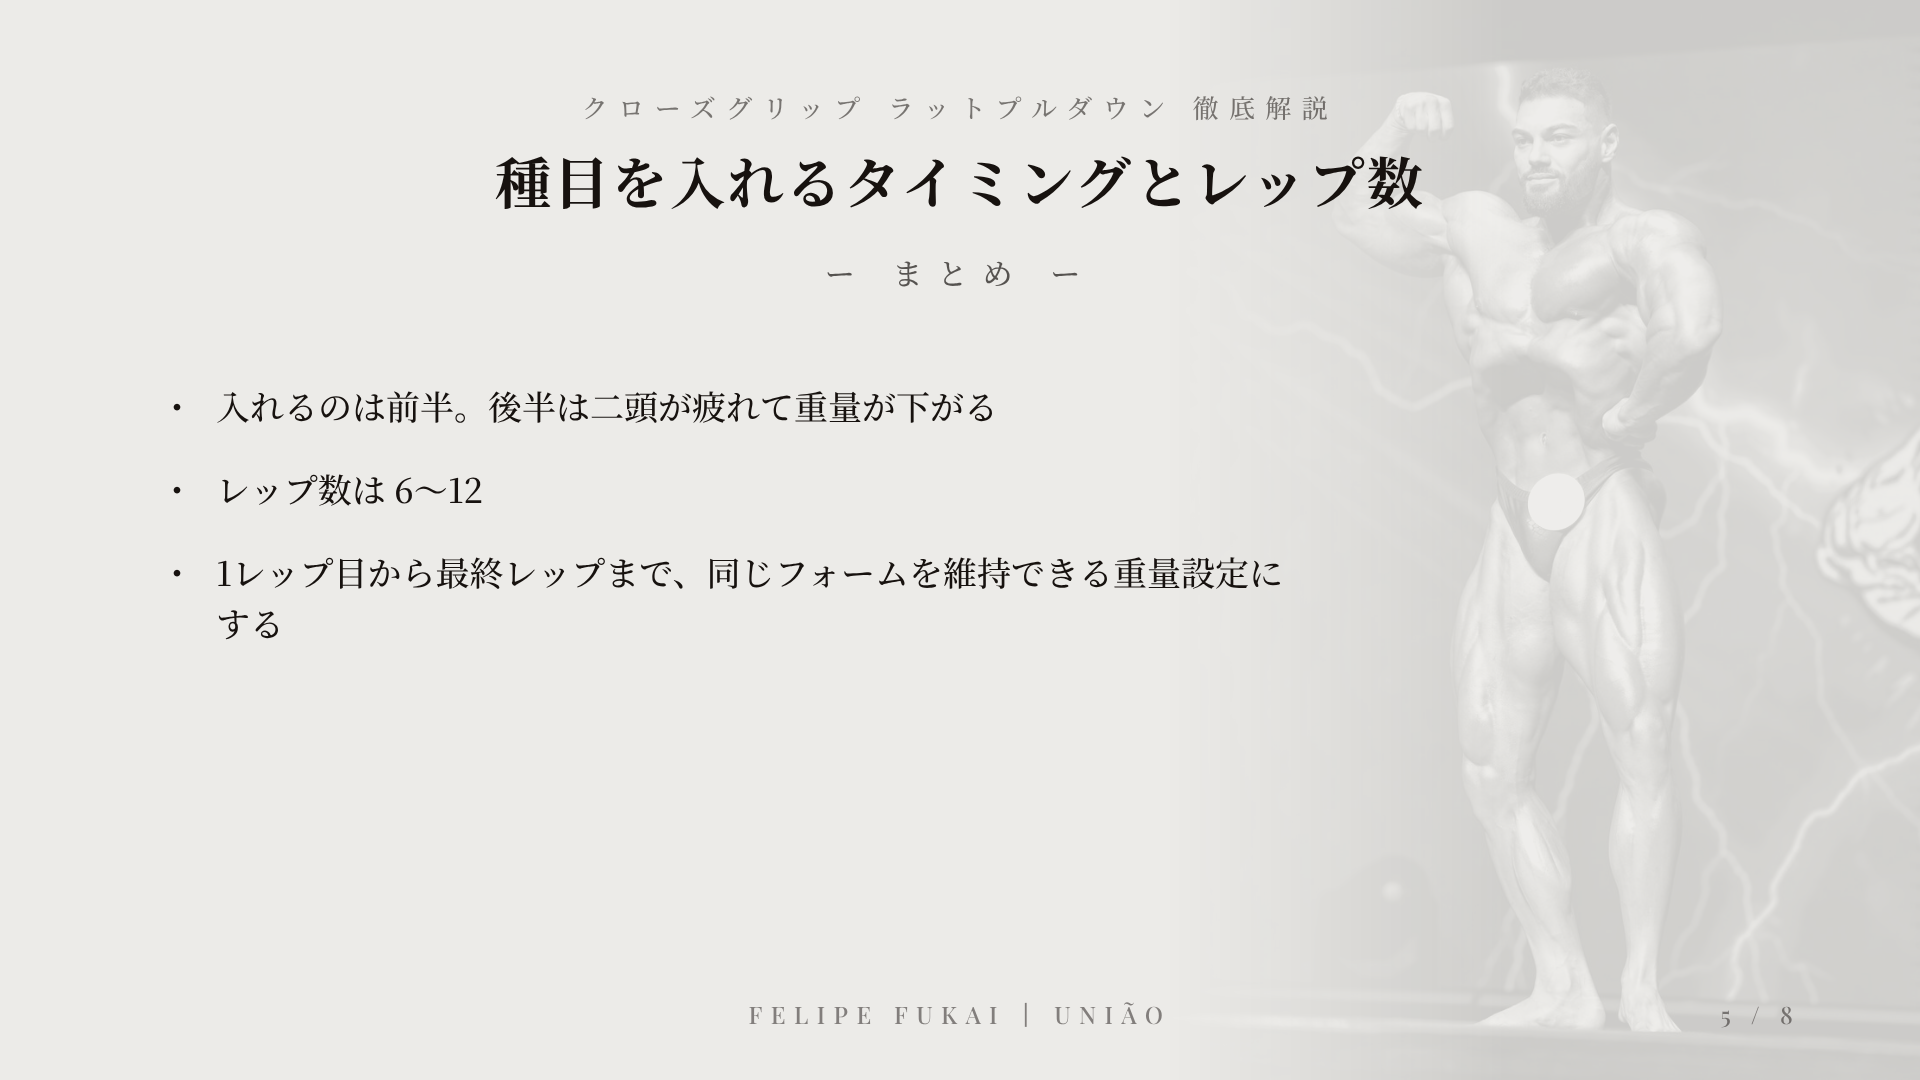 クローズグリップ ラットプルダウン 徹底解説
種目を入れるタイミングとレップ数
ー まとめ ー
・ 入れるのは前半。後半は二頭が疲れて重量が下がる
・ レップ数は 6〜12
・ 1レップ目から最終レップまで、同じフォームを維持できる重量設定に
する
FELIPE FUKAI | UNIÃO
5 / 8